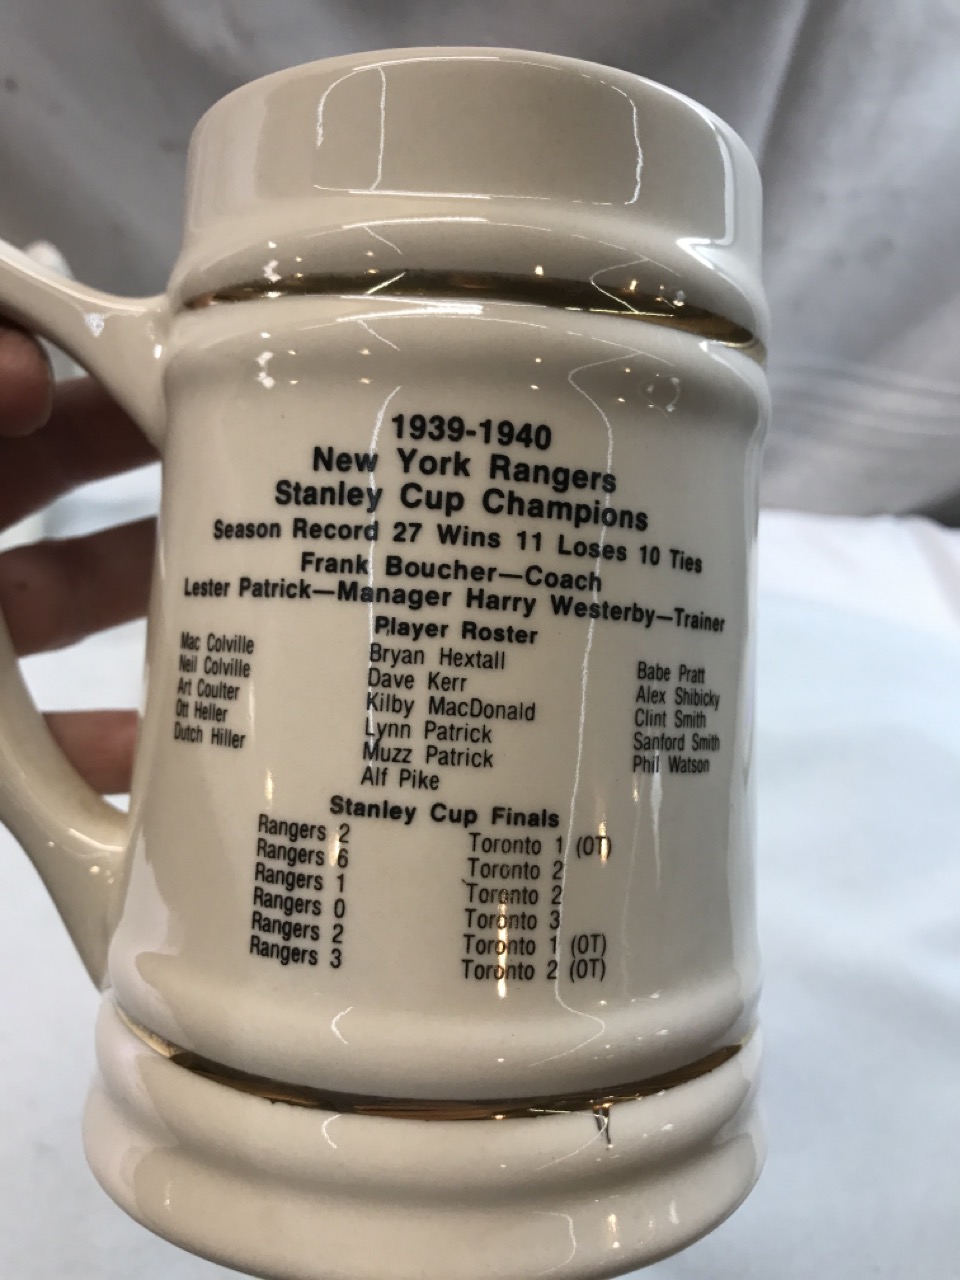 1939-1940
New York Rangers
Stanley Cup Champions
Season Record 27 Wins 11 Loses 10 Ties
Frank Boucher—Coach
Lester Patrick—Manager Harry Westerby—Trainer
Player Roster
Mac Colville
Neil Colville
Art Coulter
Ott Heller
Dutch Hiller
Bryan Hextall
Dave Kerr
Kilby MacDonald
Lynn Patrick
Muzz Patrick
Alf Pike
Babe Pratt
Alex Shibicky
Clint Smith
Sanford Smith
Phil Watson
Stanley Cup Finals
Rangers 2 Toronto 1 (OT)
Rangers 6 Toronto 2
Rangers 1 Toronto 2
Rangers 0 Toronto 3
Rangers 2 Toronto 1 (OT)
Rangers 3 Toronto 2 (OT)